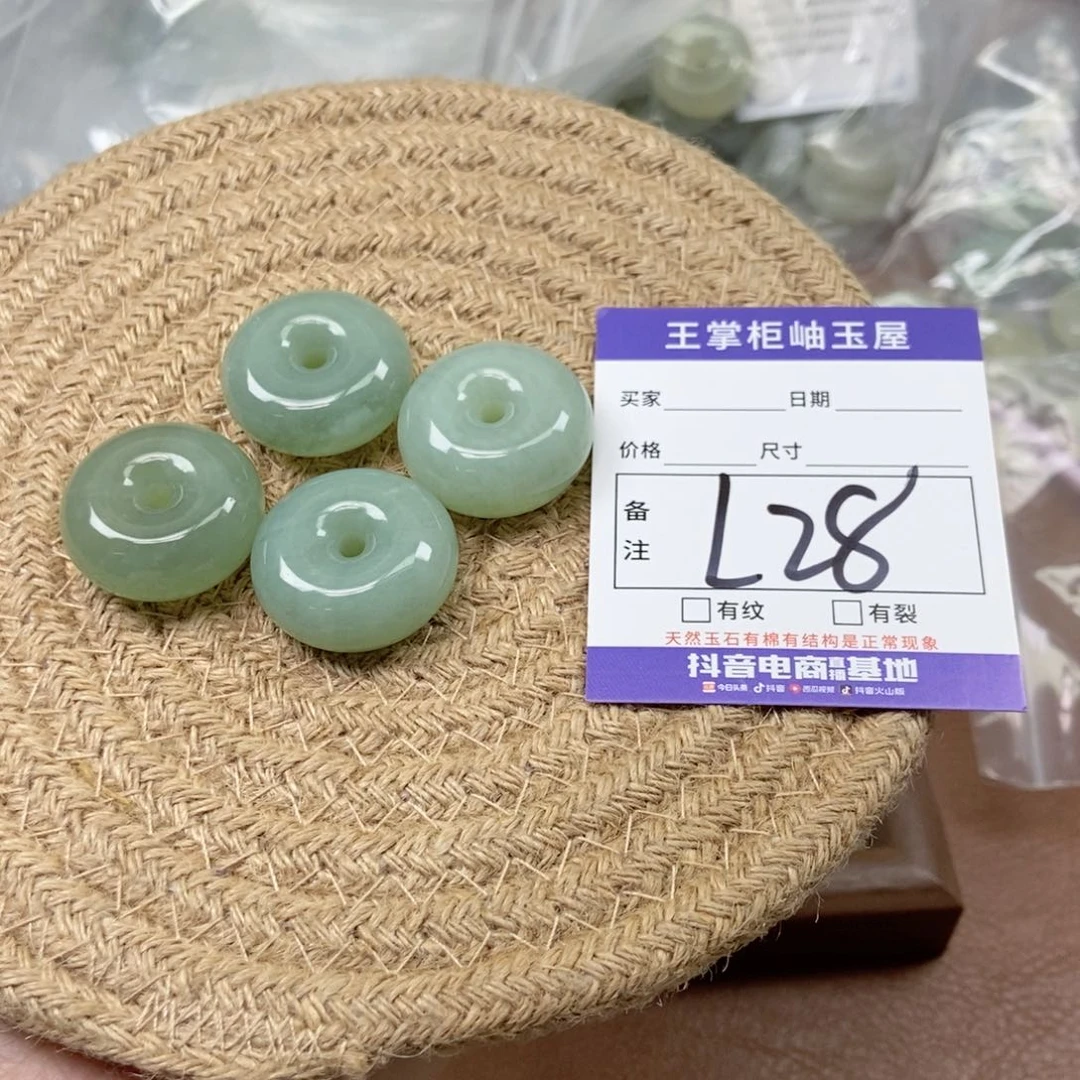 王掌柜岫玉屋
买家 日期
价格 尺寸
备注
L28
有纹 有裂
天然玉石有棉有结构是正常现象
抖音电商直播基地
今日头条 抖音 西瓜视频 抖音火山版